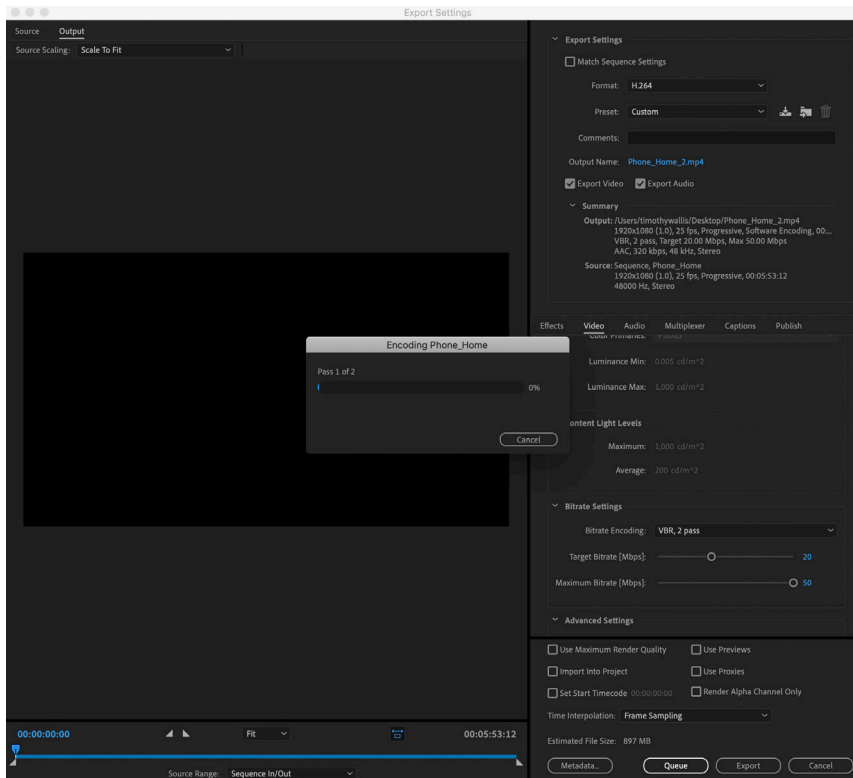 Export Settings
Source Output
Source Scaling: Scale To Fit
Export Settings
Match Sequence Settings
Format: H.264
Preset: Custom
Comments:
Output Name: Phone_Home_2.mp4
Export Video Export Audio
Summary
Output: /Users/timothywallis/Desktop/Phone_Home_2.mp4
1920x1080 (1.0), 25 fps, Progressive, Software Encoding, 00:...
VBR, 2 pass, Target 20.00 Mbps, Max 50.00 Mbps
AAC, 320 kbps, 48 kHz, Stereo
Source: Sequence, Phone_Home
1920x1080 (1.0), 25 fps, Progressive, 00:05:53:12
48000 Hz, Stereo
Effects Video Audio Multiplexer Captions Publish
Luminance Min: 0.005 cd/m^2
Luminance Max: 1,000 cd/m^2
ontent Light Levels
Maximum: 1,000 cd/m^2
Average: 200 cd/m^2
Bitrate Settings
Bitrate Encoding: VBR, 2 pass
Target Bitrate [Mbps]: 20
Maximum Bitrate [Mbps]: 50
Advanced Settings
Encoding Phone_Home
Pass 1 of 2
0%
Cancel
Use Maximum Render Quality Use Previews
Import Into Project Use Proxies
Set Start Timecode 00:00:00:00 Render Alpha Channel Only
Time Interpolation: Frame Sampling
Estimated File Size: 897 MB
Metadata... Queue Export Cancel
00:00:00:00 Fit 00:05:53:12
Source Range: Sequence In/Out